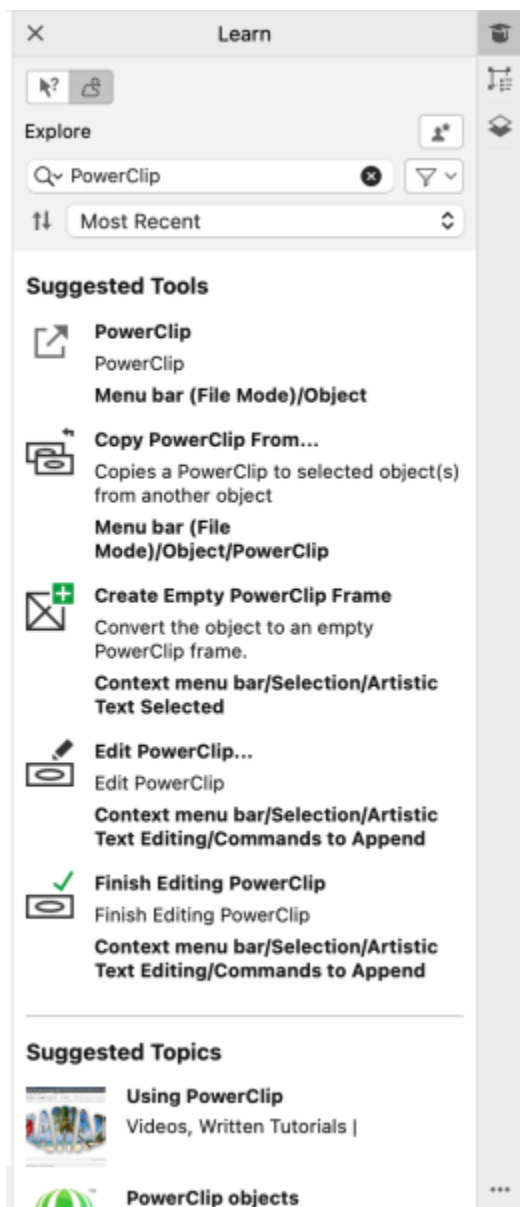 Learn
Explore
PowerClip
Most Recent
Suggested Tools
PowerClip
PowerClip
Menu bar (File Mode)/Object
Copy PowerClip From...
Copies a PowerClip to selected object(s)
from another object
Menu bar (File
Mode)/Object/PowerClip
Create Empty PowerClip Frame
Convert the object to an empty
PowerClip frame.
Context menu bar/Selection/Artistic
Text Selected
Edit PowerClip...
Edit PowerClip
Context menu bar/Selection/Artistic
Text Editing/Commands to Append
Finish Editing PowerClip
Finish Editing PowerClip
Context menu bar/Selection/Artistic
Text Editing/Commands to Append
Suggested Topics
Using PowerClip
Videos, Written Tutorials |
PowerClip objects